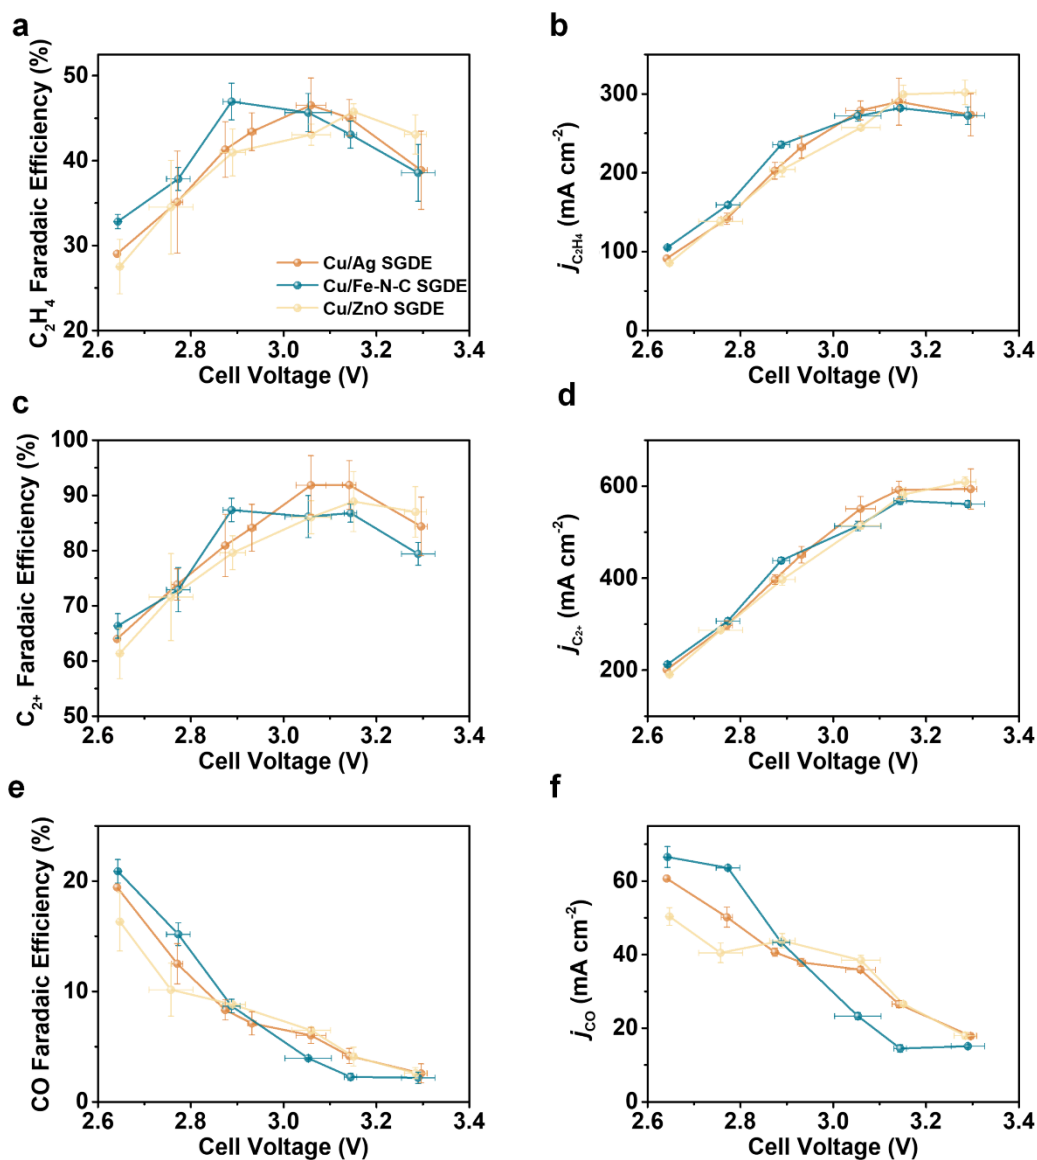 a
C₂H₄ Faradaic Efficiency (%)
50
40
30
20
Cu/Ag SGDE
Cu/Fe-N-C SGDE
Cu/ZnO SGDE
2.6 2.8 3.0 3.2 3.4
Cell Voltage (V)
b
j_C₂H₄ (mA cm⁻²)
300
200
100
0
2.6 2.8 3.0 3.2 3.4
Cell Voltage (V)
c
C₂₊ Faradaic Efficiency (%)
100
90
80
70
60
50
2.6 2.8 3.0 3.2 3.4
Cell Voltage (V)
d
j_C₂₊ (mA cm⁻²)
600
400
200
2.6 2.8 3.0 3.2 3.4
Cell Voltage (V)
e
CO Faradaic Efficiency (%)
20
10
0
2.6 2.8 3.0 3.2 3.4
Cell Voltage (V)
f
j_CO (mA cm⁻²)
60
40
20
0
2.6 2.8 3.0 3.2 3.4
Cell Voltage (V)